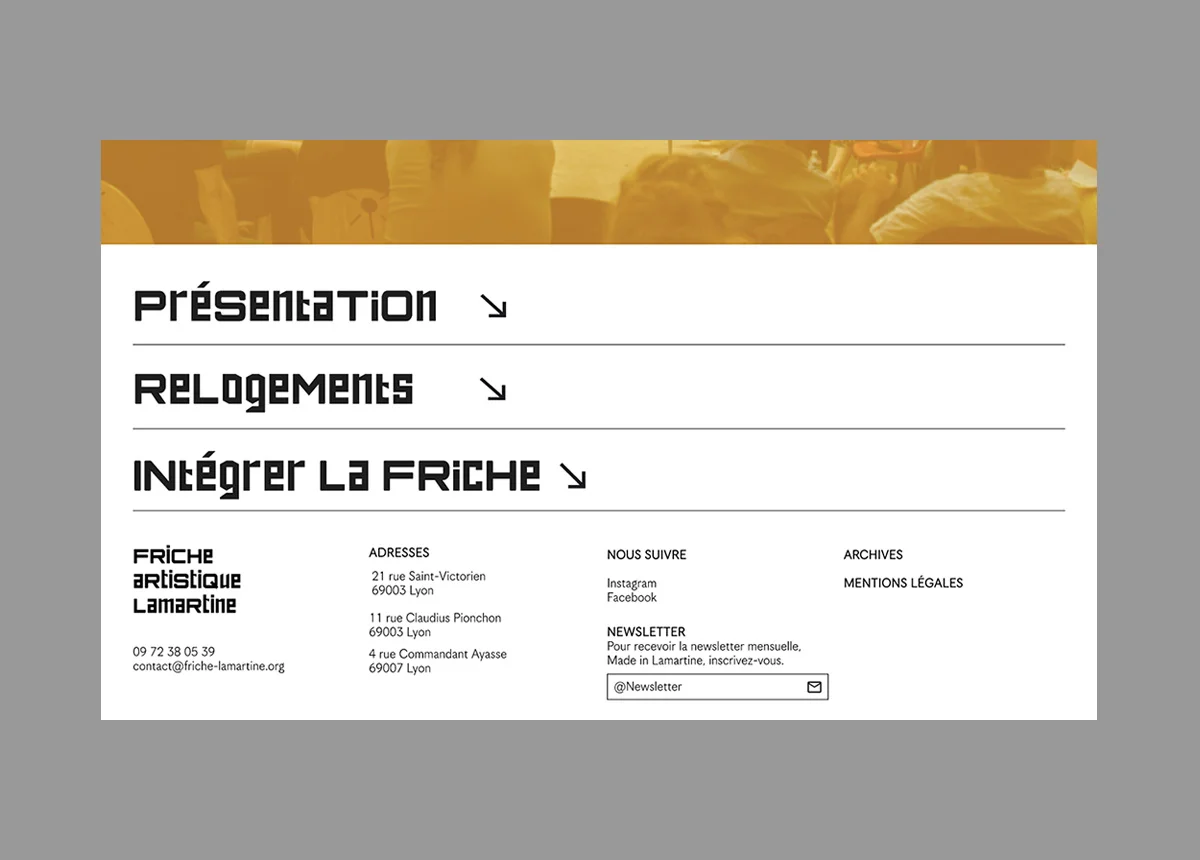 Présentation
Relogements
Intégrer la Friche
Friche
artistique
Lamartine
09 72 38 05 39
contact@friche-lamartine.org
ADRESSES
21 rue Saint-Victorien
69003 Lyon
11 rue Claudius Pionchon
69003 Lyon
4 rue Commandant Ayasse
69007 Lyon
NOUS SUIVRE
Instagram
Facebook
NEWSLETTER
Pour recevoir la newsletter mensuelle,
Made in Lamartine, inscrivez-vous.
@Newsletter
ARCHIVES
MENTIONS LÉGALES